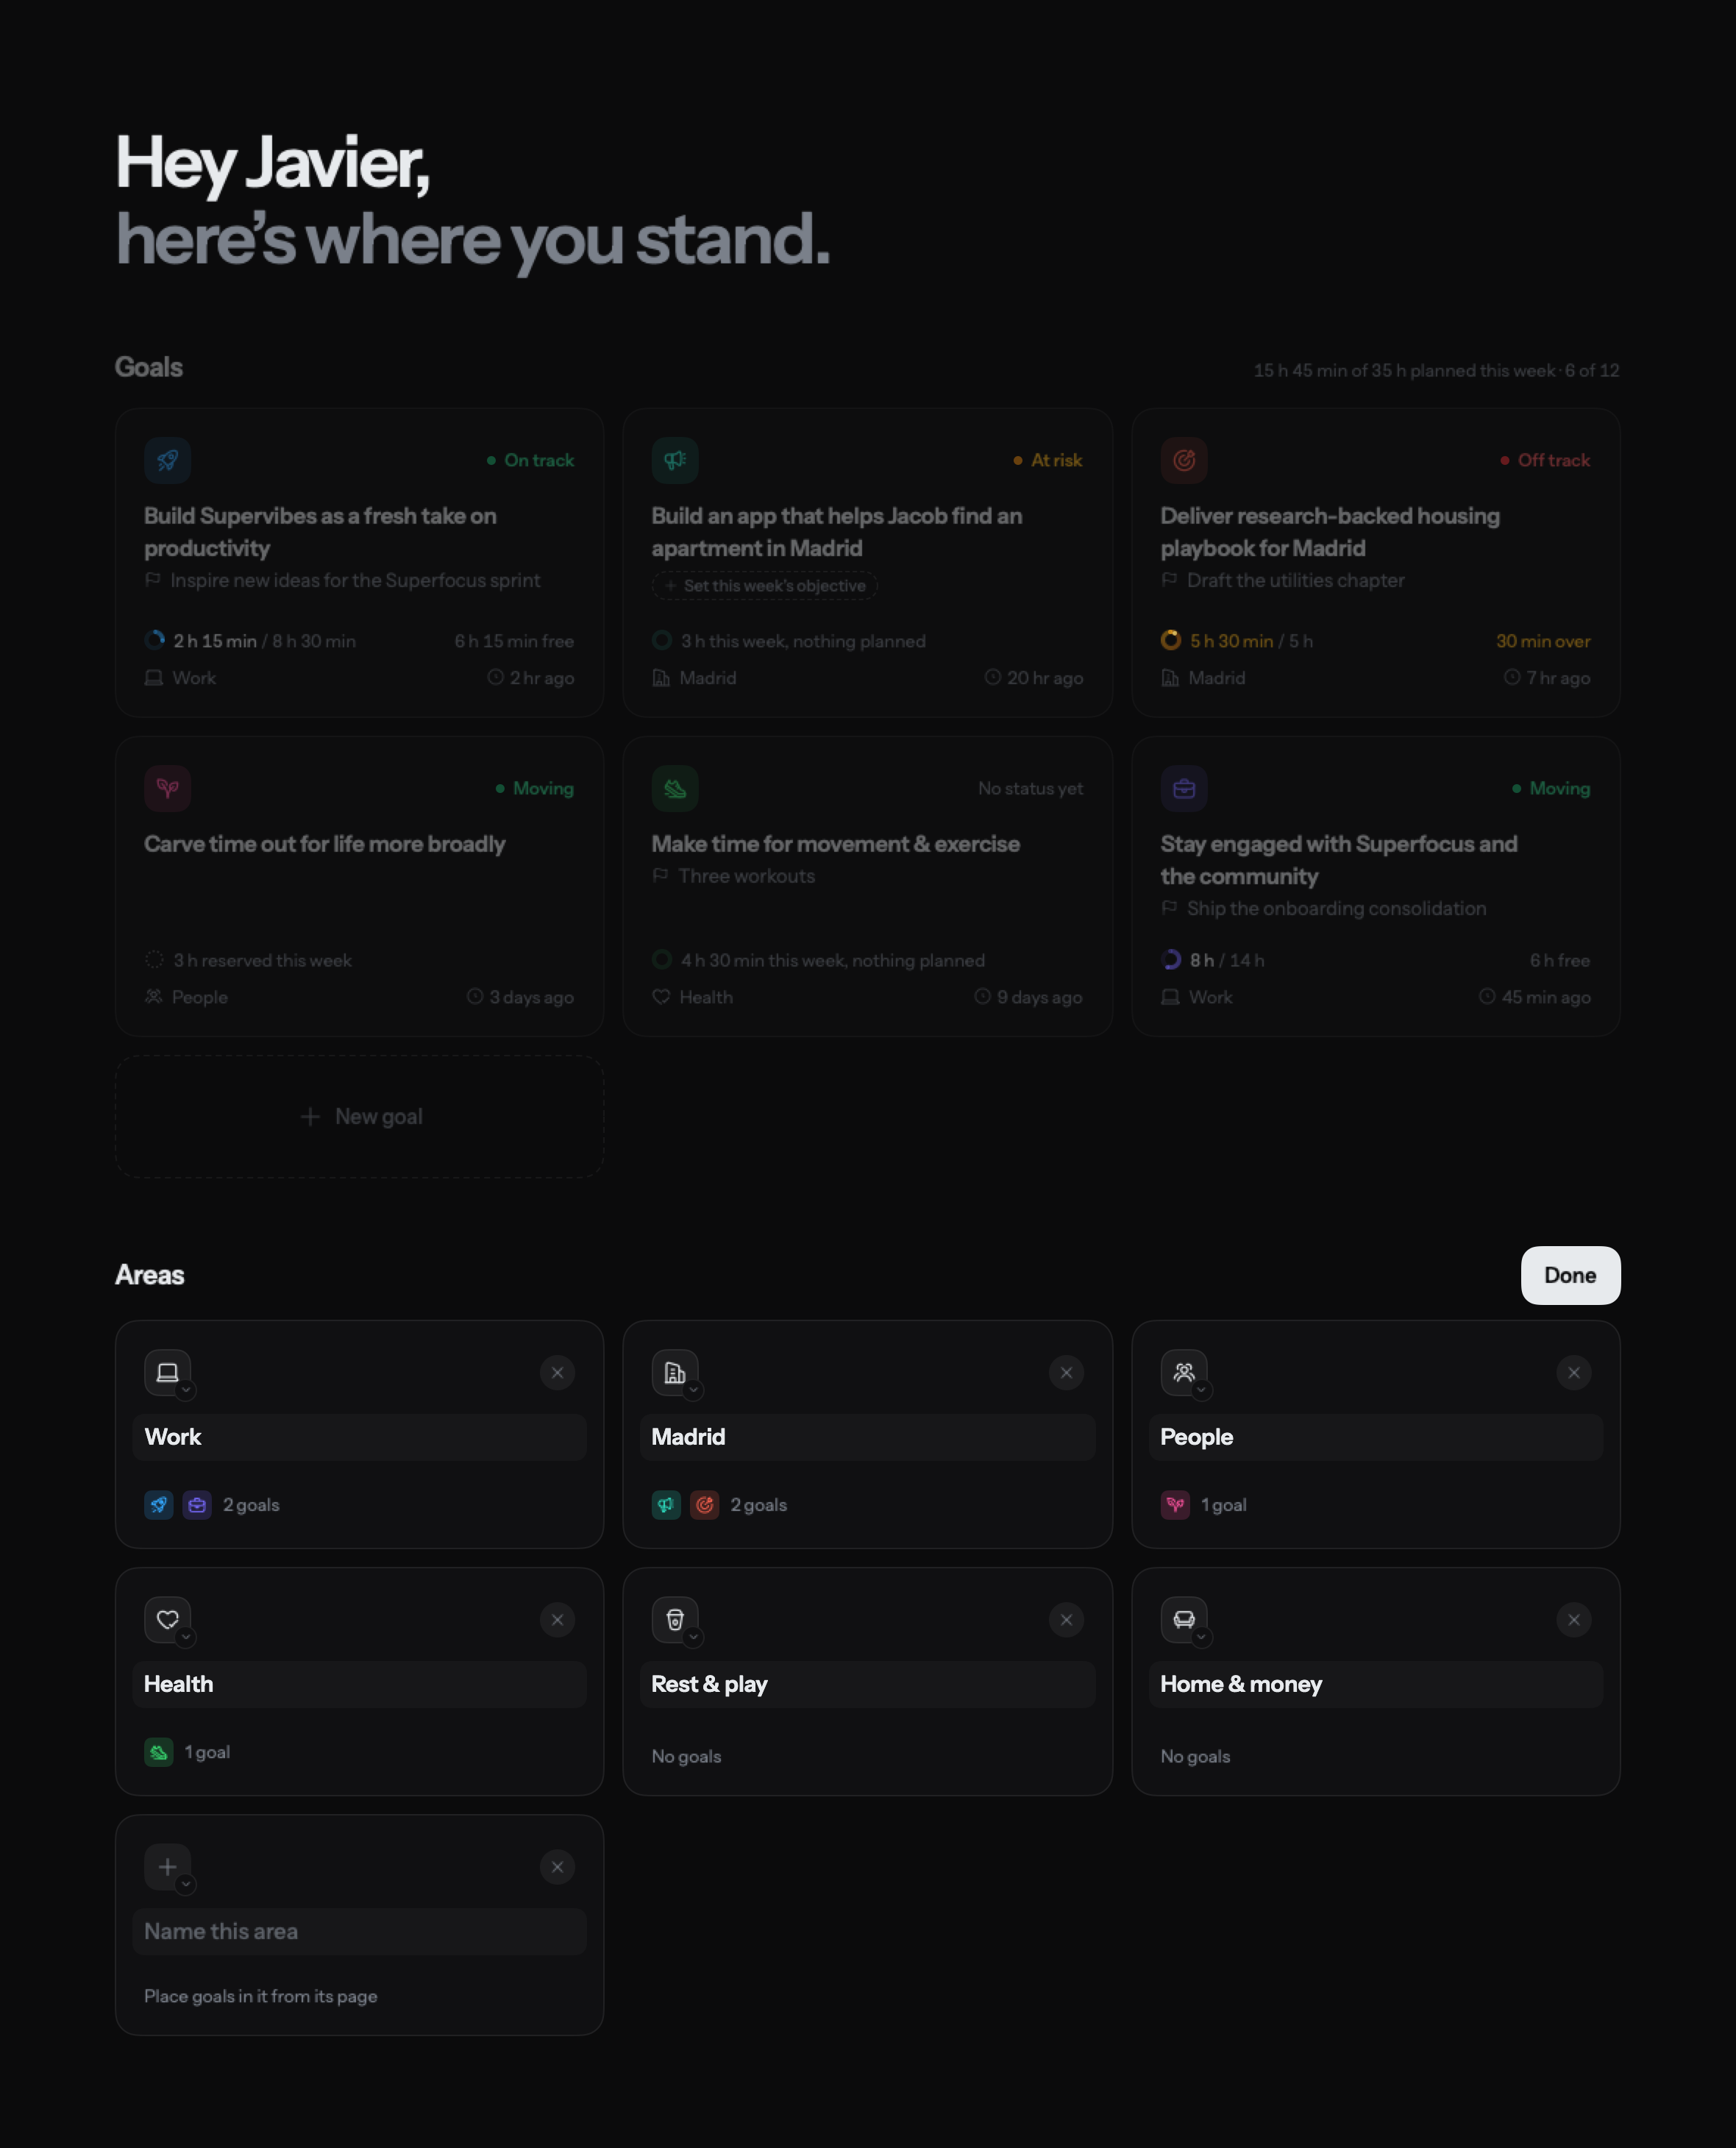 Hey Javier,
here's where you stand.
Goals
15 h 45 min of 35 h planned this week · 6 of 12
On track
Build Supervibes as a fresh take on
productivity
Inspire new ideas for the Superfocus sprint
2 h 15 min / 8 h 30 min
6 h 15 min free
Work
2 hr ago
At risk
Build an app that helps Jacob find an
apartment in Madrid
+ Set this week's objective
3 h this week, nothing planned
Madrid
20 hr ago
Off track
Deliver research-backed housing
playbook for Madrid
Draft the utilities chapter
5 h 30 min / 5 h
30 min over
Madrid
7 hr ago
Moving
Carve time out for life more broadly
3 h reserved this week
People
3 days ago
No status yet
Make time for movement & exercise
Three workouts
4 h 30 min this week, nothing planned
Health
9 days ago
Moving
Stay engaged with Superfocus and
the community
Ship the onboarding consolidation
8 h / 14 h
6 h free
Work
45 min ago
+ New goal
Areas
Done
Work
2 goals
Madrid
2 goals
People
1 goal
Health
1 goal
Rest & play
No goals
Home & money
No goals
Name this area
Place goals in it from its page